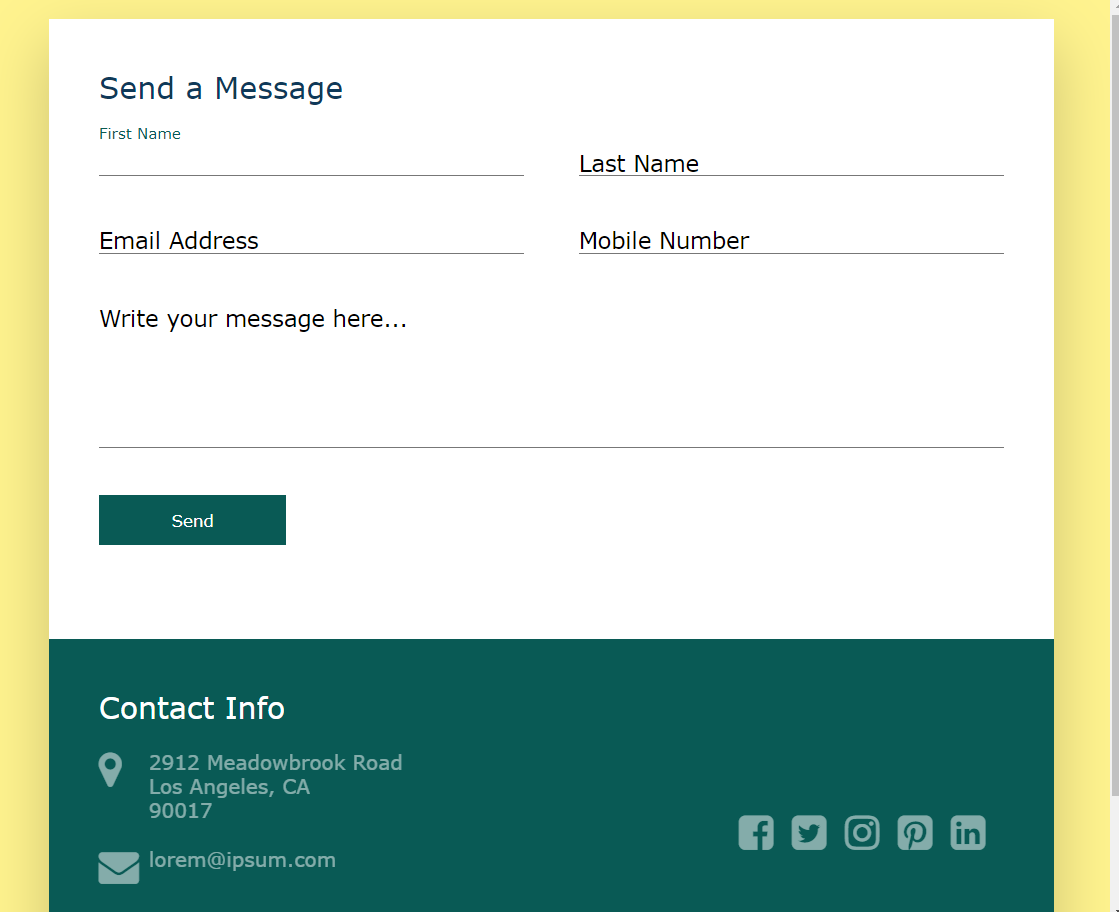 Send a Message
First Name
Last Name
Email Address
Mobile Number
Write your message here...
Send
Contact Info
2912 Meadowbrook Road
Los Angeles, CA
90017
lorem@ipsum.com